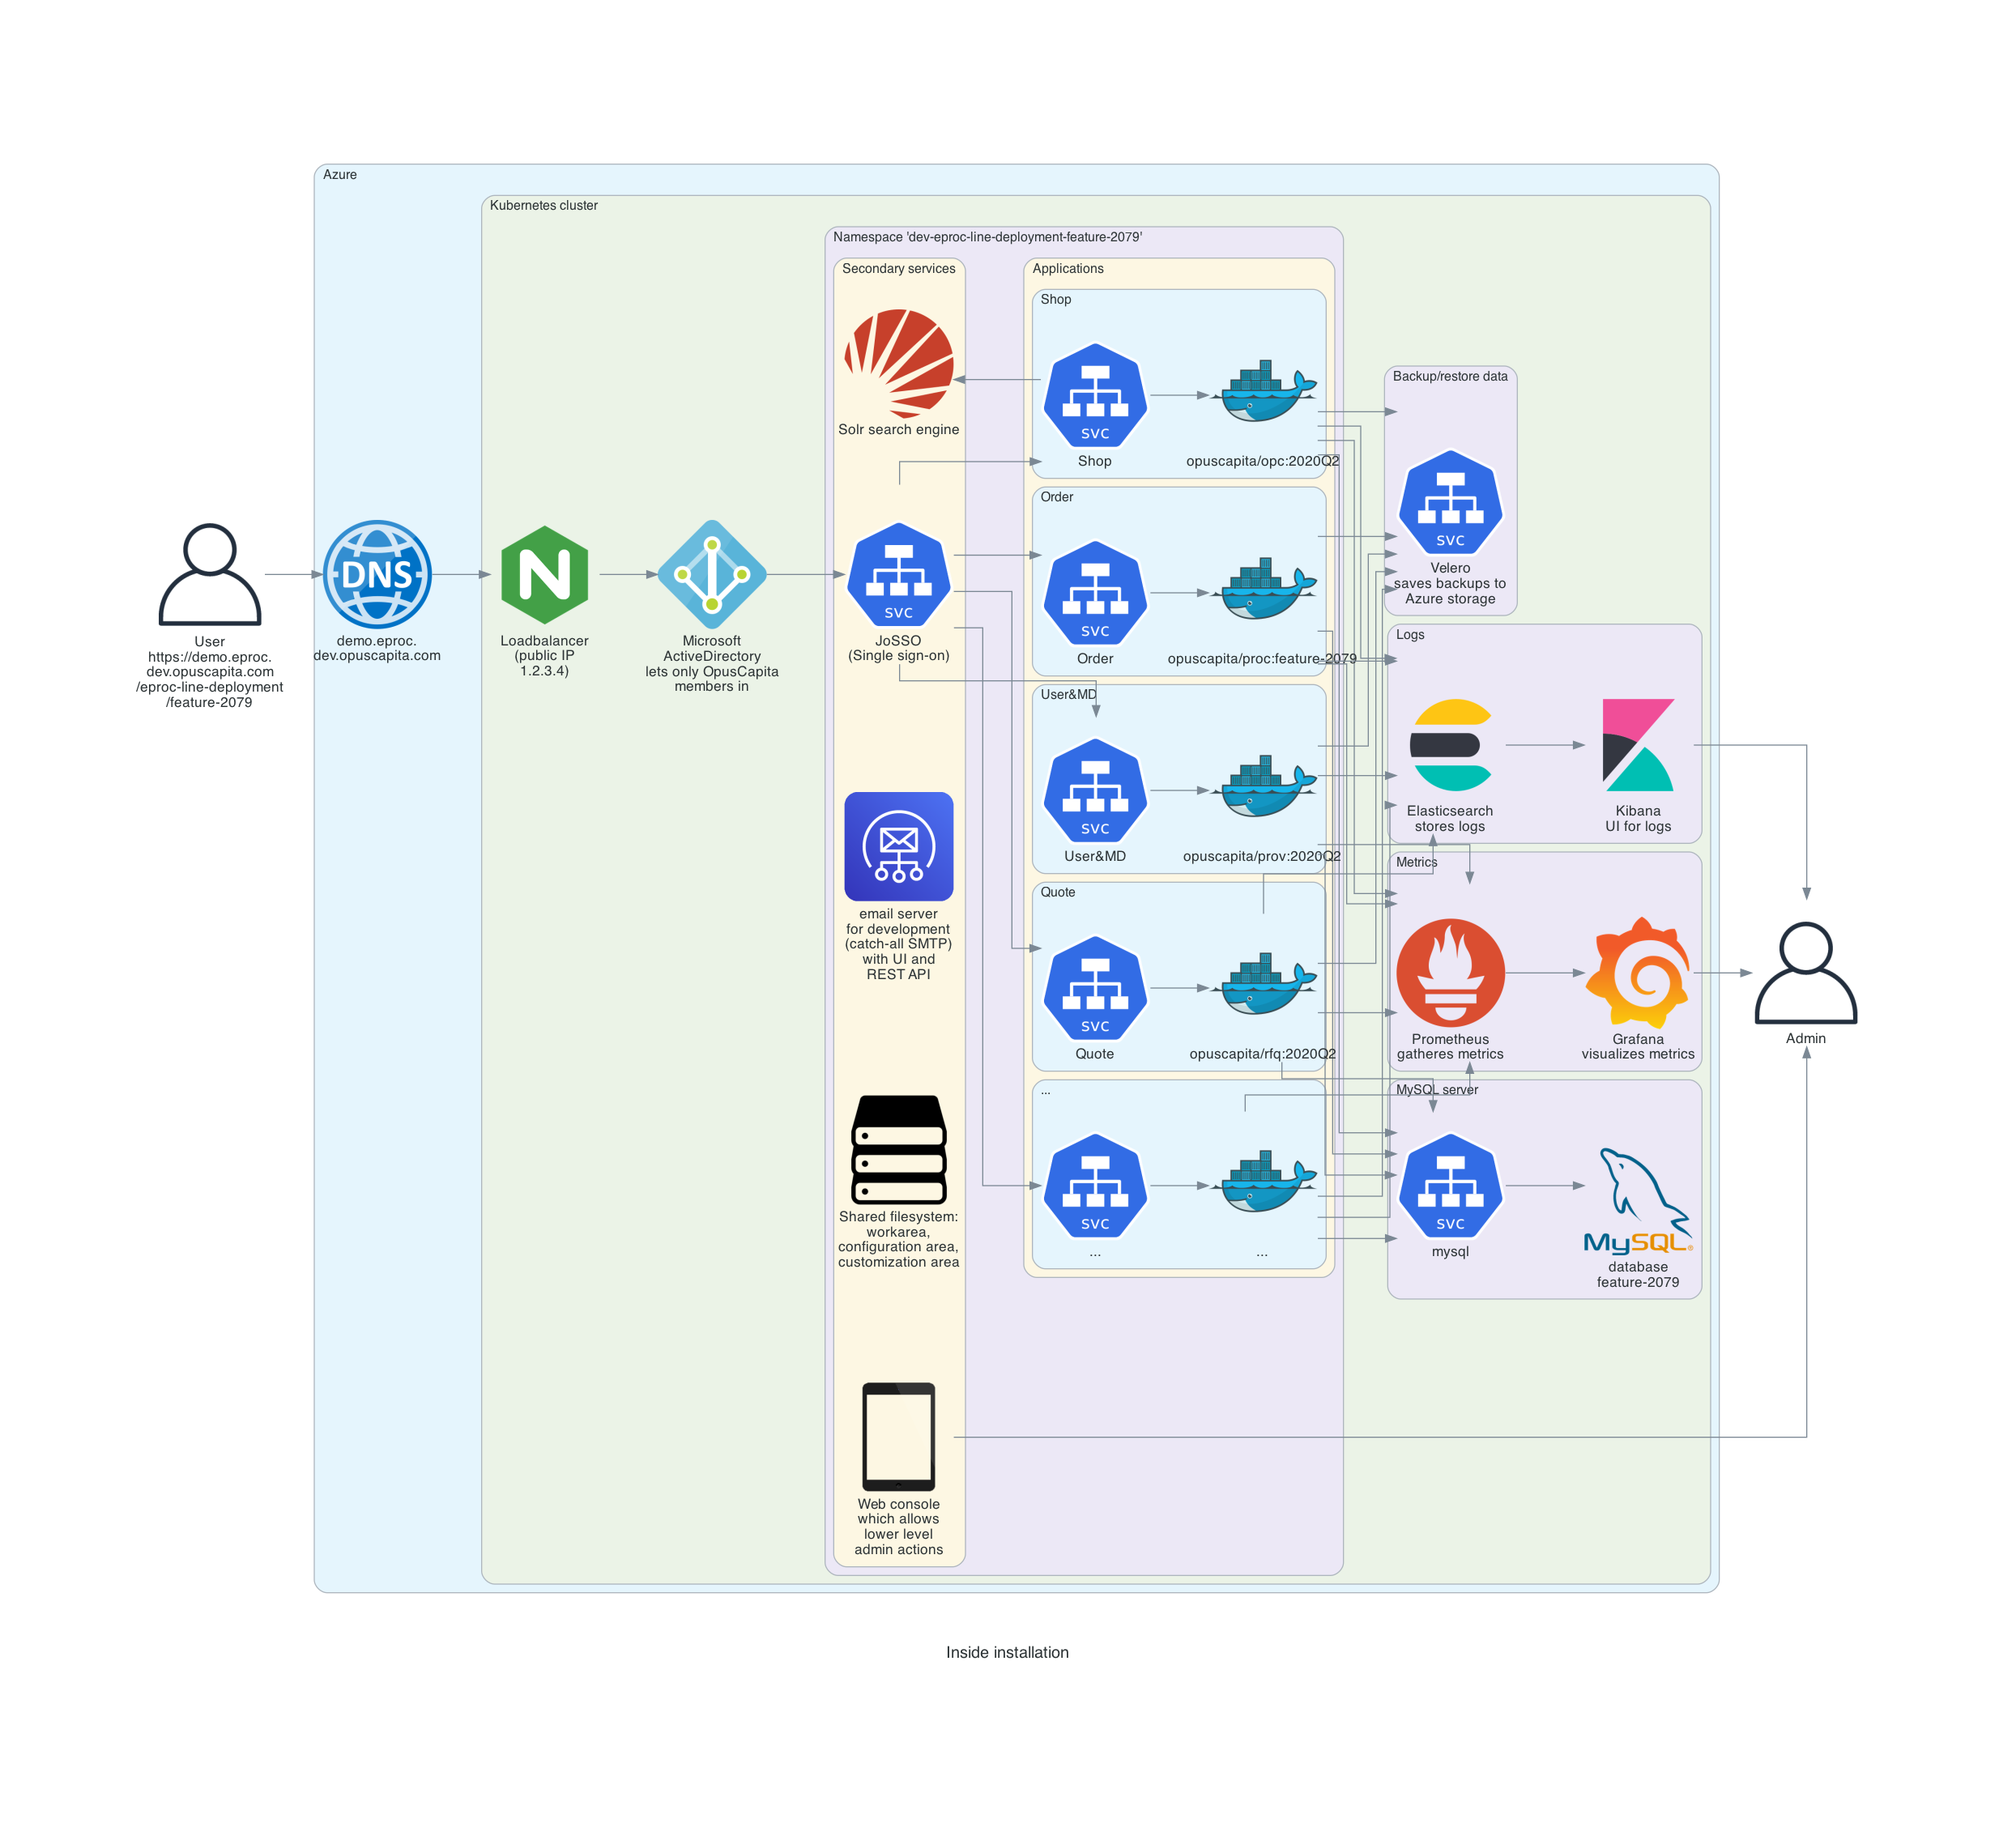 Azure
Kubernetes cluster
Namespace 'dev-eproc-line-deployment-feature-2079'
Secondary services
Applications
Shop
Solr search engine
svc
Shop
opuscapita/opc:2020Q2
Backup/restore data
svc
Velero
saves backups to
Azure storage
User
https://demo.eproc.
dev.opuscapita.com
/eproc-line-deployment
/feature-2079
DNS
demo.eproc.
dev.opuscapita.com
N
Loadbalancer
(public IP
1.2.3.4)
Microsoft
ActiveDirectory
lets only OpusCapita
members in
svc
JoSSO
(Single sign-on)
Order
svc
Order
opuscapita/proc:feature-2079
Logs
Elasticsearch
stores logs
Kibana
UI for logs
User&MD
svc
User&MD
opuscapita/prov:2020Q2
email server
for development
(catch-all SMTP)
with UI and
REST API
Quote
svc
Quote
opuscapita/rfq:2020Q2
Metrics
Prometheus
gatheres metrics
Grafana
visualizes metrics
Admin
Shared filesystem:
workarea,
configuration area,
customization area
...
svc
...
...
MySQL server
svc
mysql
MySQL®
database
feature-2079
Web console
which allows
lower level
admin actions
Inside installation